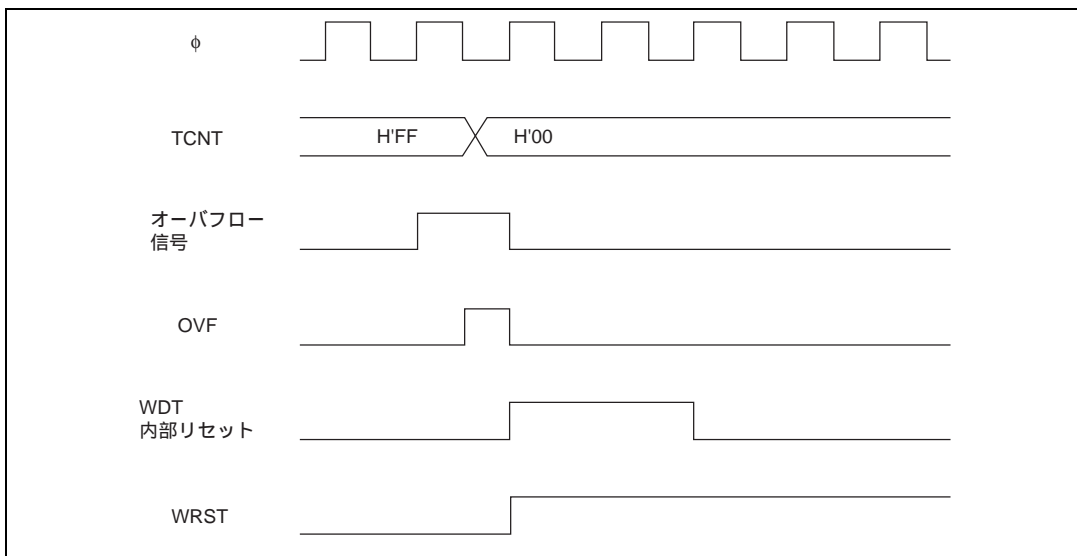 φ
TCNT
H'FF
H'00
オーバフロー
信号
OVF
WDT
内部リセット
WRST